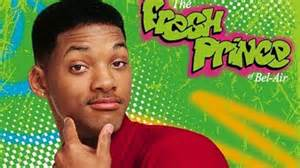 The
FRESH PRINCE
of BEL-AIR